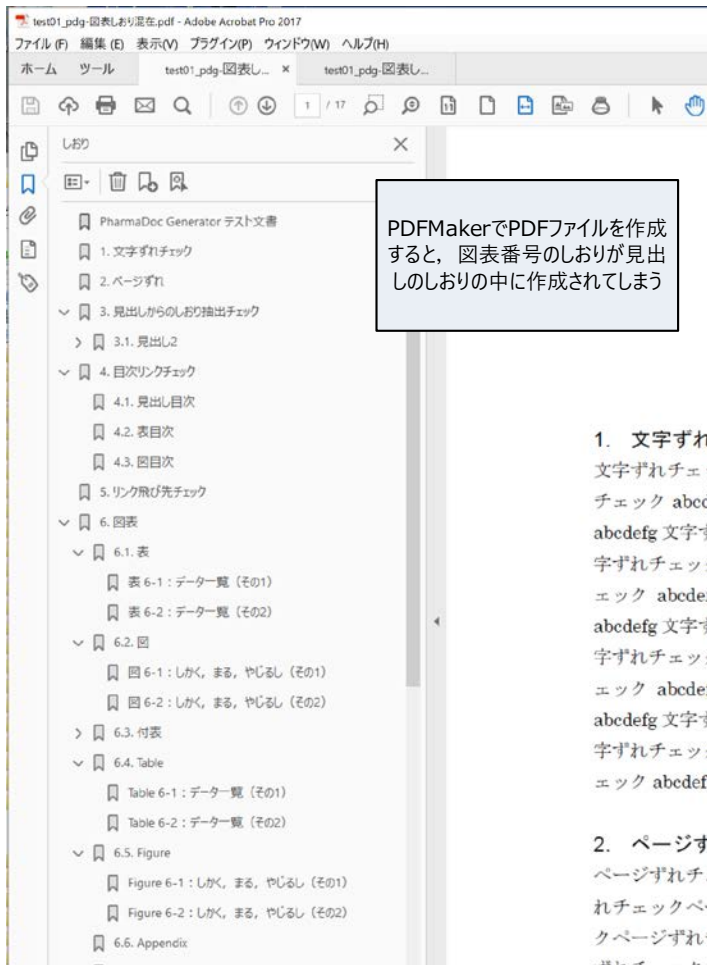 test01_pdg-図表しおり混在.pdf - Adobe Acrobat Pro 2017
ファイル(F) 編集(E) 表示(V) プラグイン(P) ウィンドウ(W) ヘルプ(H)
ホーム ツール test01_pdg-図表し... × test01_pdg-図表し...
1 / 17
しおり
PharmaDoc Generator テスト文書
1. 文字ずれチェック
2. ページずれ
3. 見出しからのしおり抽出チェック
3.1. 見出し2
4. 目次リンクチェック
4.1. 見出し目次
4.2. 表目次
4.3. 図目次
5. リンク飛び先チェック
6. 図表
6.1. 表
表 6-1:データ一覧(その1)
表 6-2:データ一覧(その2)
6.2. 図
図 6-1:しかく,まる,やじるし(その1)
図 6-2:しかく,まる,やじるし(その2)
6.3. 付表
6.4. Table
Table 6-1:データ一覧(その1)
Table 6-2:データ一覧(その2)
6.5. Figure
Figure 6-1:しかく,まる,やじるし(その1)
Figure 6-2:しかく,まる,やじるし(その2)
6.6. Appendix
PDFMakerでPDFファイルを作成
すると,図表番号のしおりが見出
しのしおりの中に作成されてしまう
1. 文字ずれ
文字ずれチェ
チェック abcd
abcdefg 文字ず
字ずれチェック
ェック abcdef
abcdefg 文字ず
字ずれチェック
ェック abcdef
abcdefg 文字ず
字ずれチェック
ェック abcdef
2. ページず
ページずれチェ
れチェックペー
クページずれチ